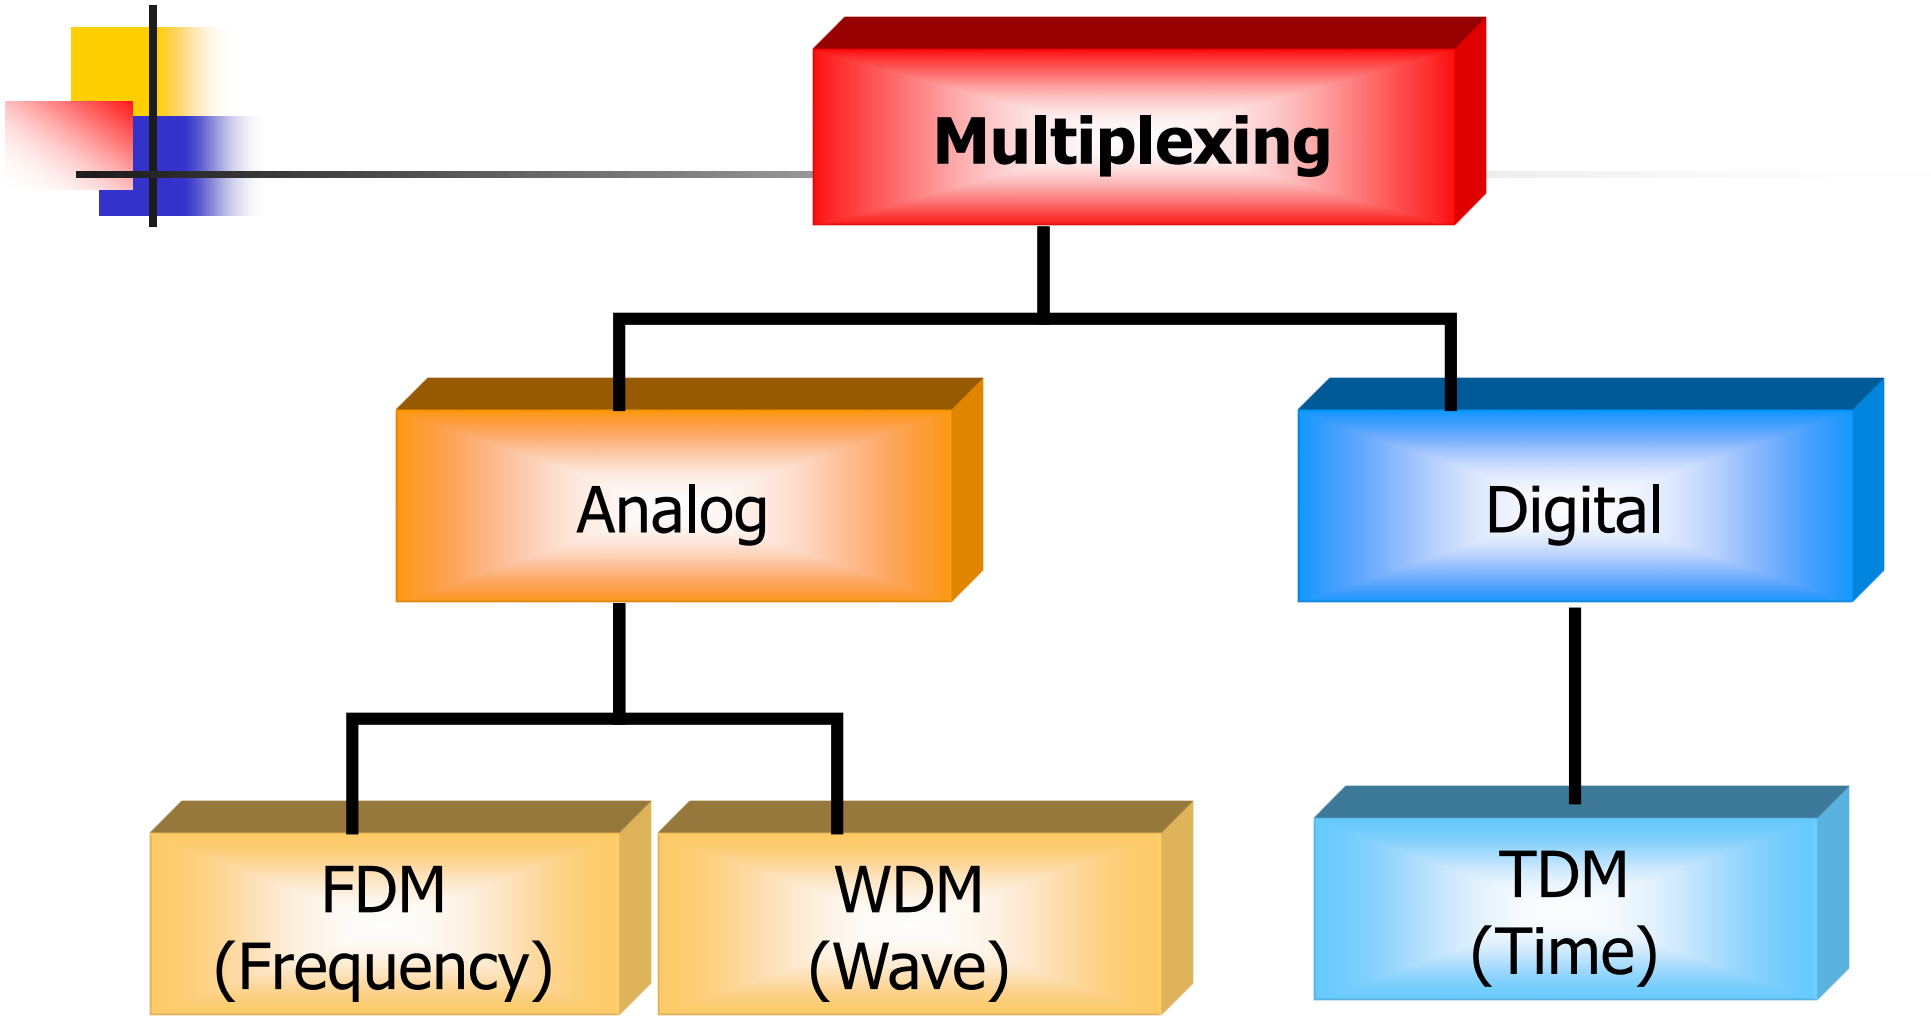 Multiplexing
Analog
Digital
FDM
(Frequency)
WDM
(Wave)
TDM
(Time)